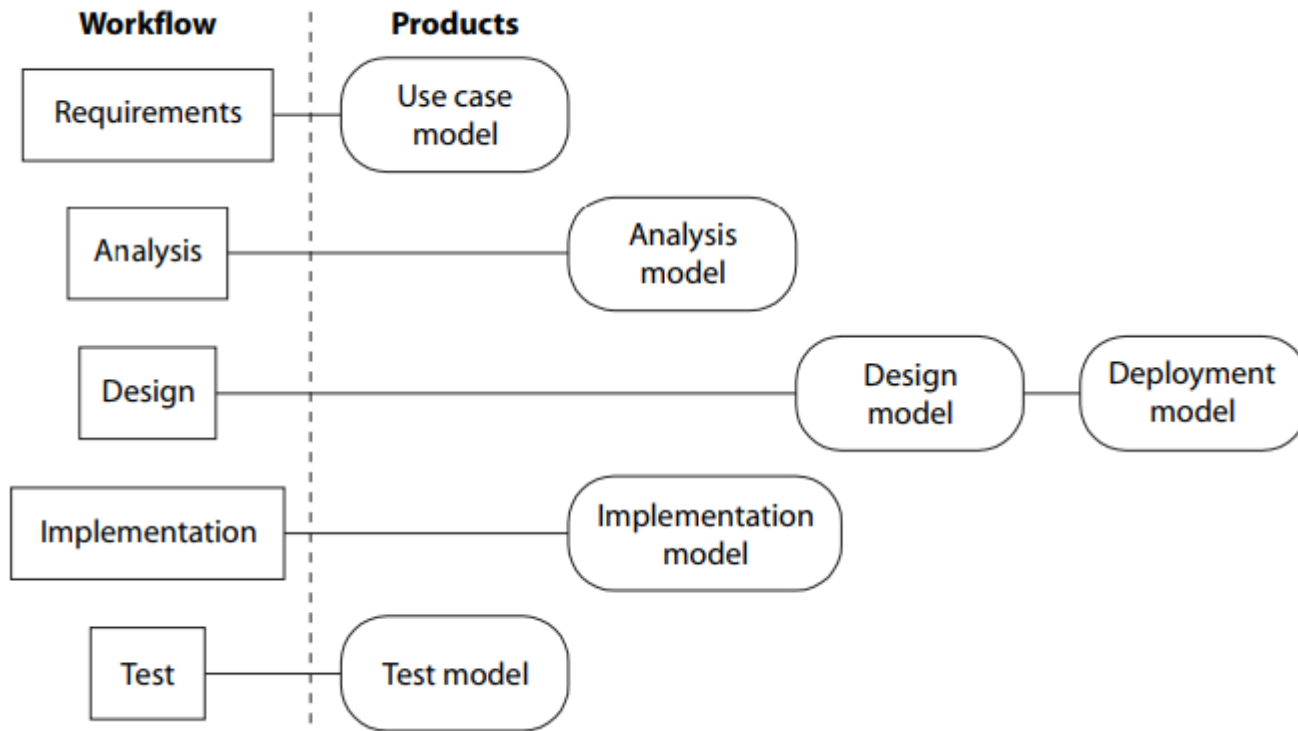 Workflow
Products
Requirements
Use case
model
Analysis
Analysis
model
Design
Design
model
Deployment
model
Implementation
Implementation
model
Test
Test model